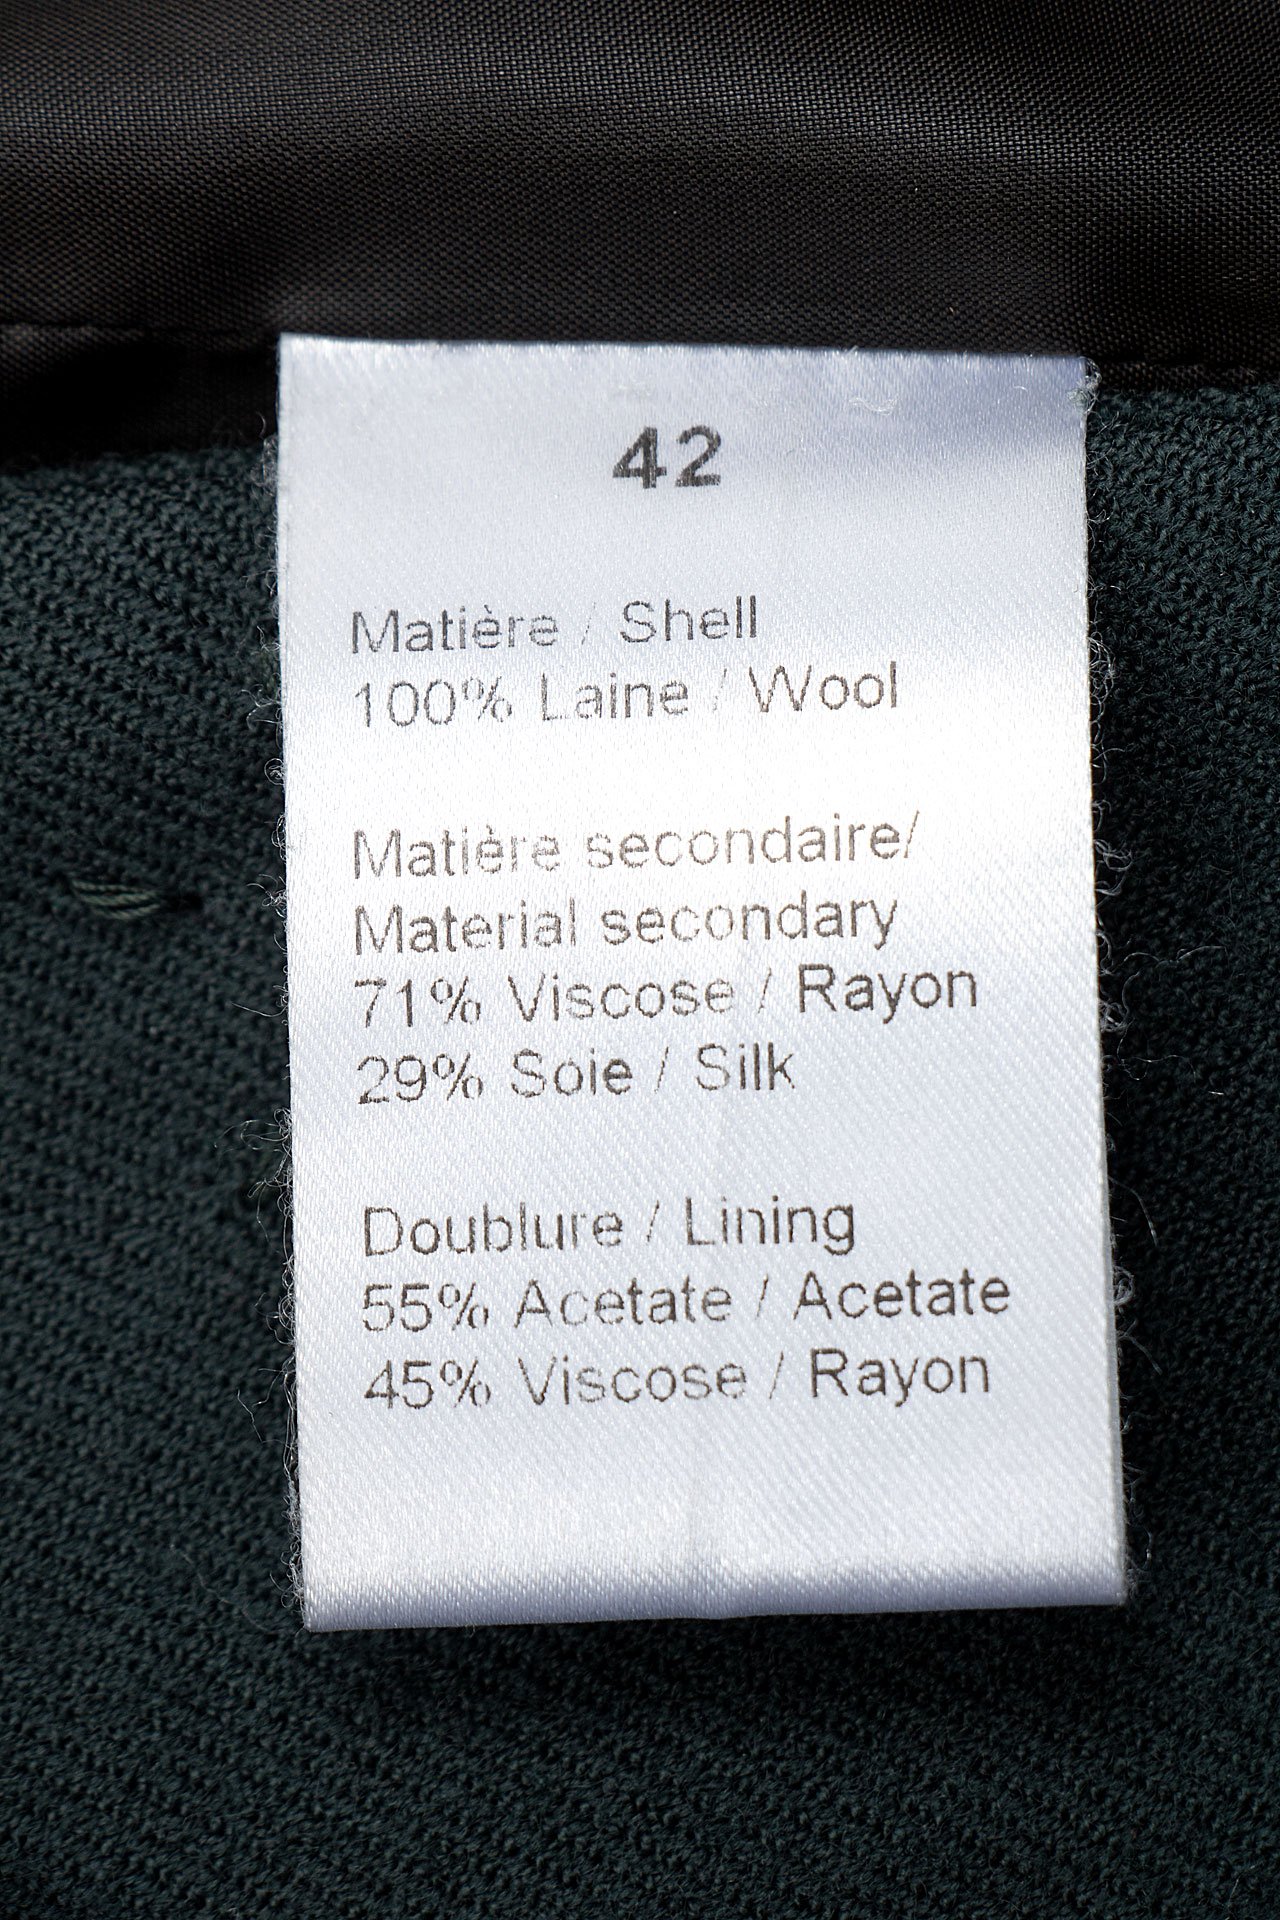 42
Matière / Shell
100% Laine / Wool
Matière secondaire/
Material secondary
71% Viscose / Rayon
29% Soie / Silk
Doublure / Lining
55% Acetate / Acetate
45% Viscose / Rayon